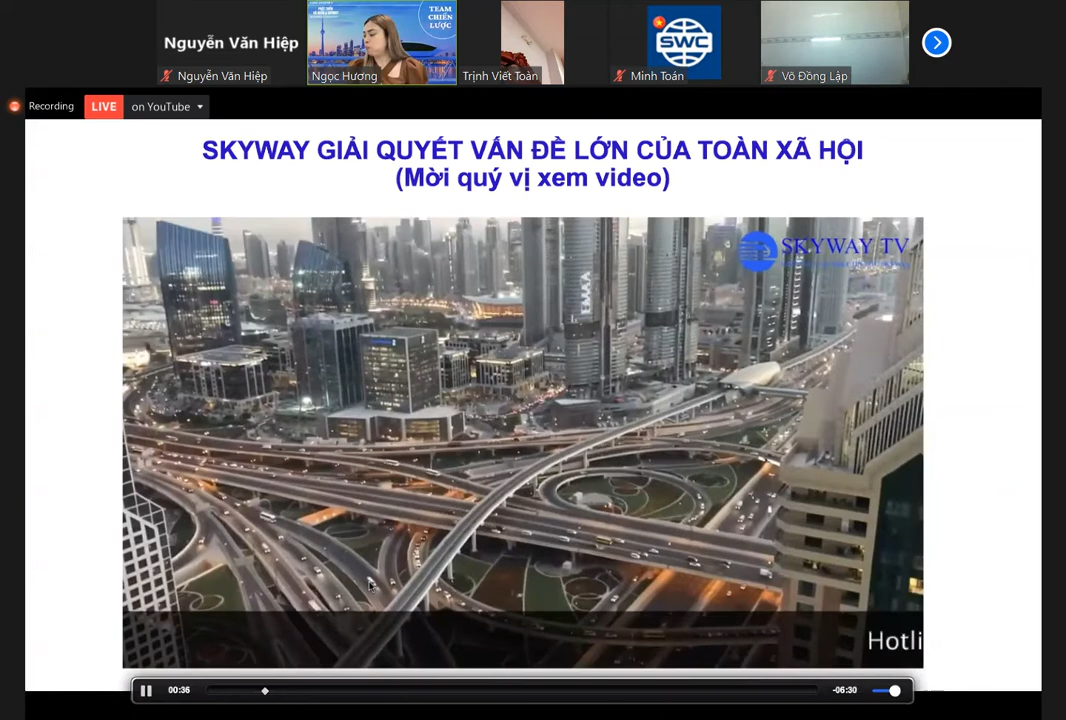 Nguyễn Văn Hiệp
TEAM
CHIẾN
LƯỢC
SWC
Nguyễn Văn Hiệp
Ngọc Hương
Trịnh Viết Toàn
Minh Toán
Võ Đồng Lập
Recording
LIVE
on YouTube
SKYWAY GIẢI QUYẾT VẤN ĐỀ LỚN CỦA TOÀN XÃ HỘI
(Mời quý vị xem video)
SKYWAY TV
EMAAR
Hotli
00:36
-06:30